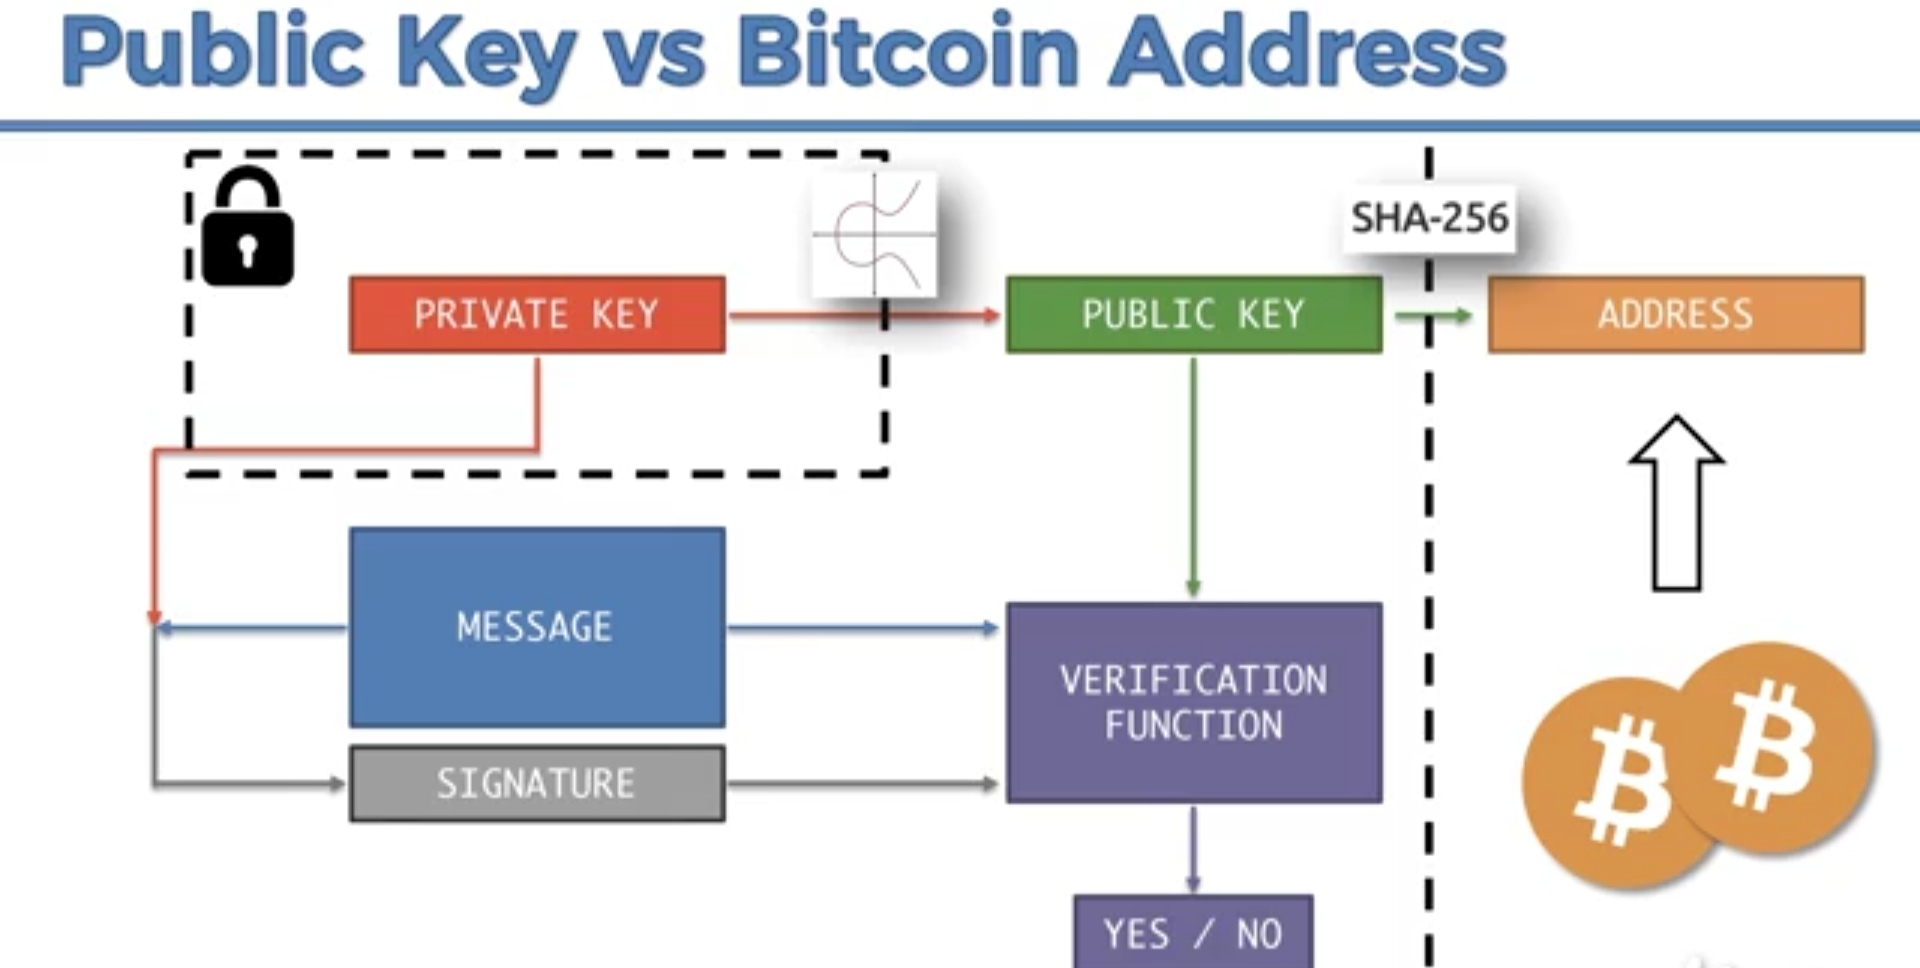 Public Key vs Bitcoin Address
SHA-256
PRIVATE KEY
PUBLIC KEY
ADDRESS
MESSAGE
VERIFICATION
FUNCTION
SIGNATURE
YES / NO